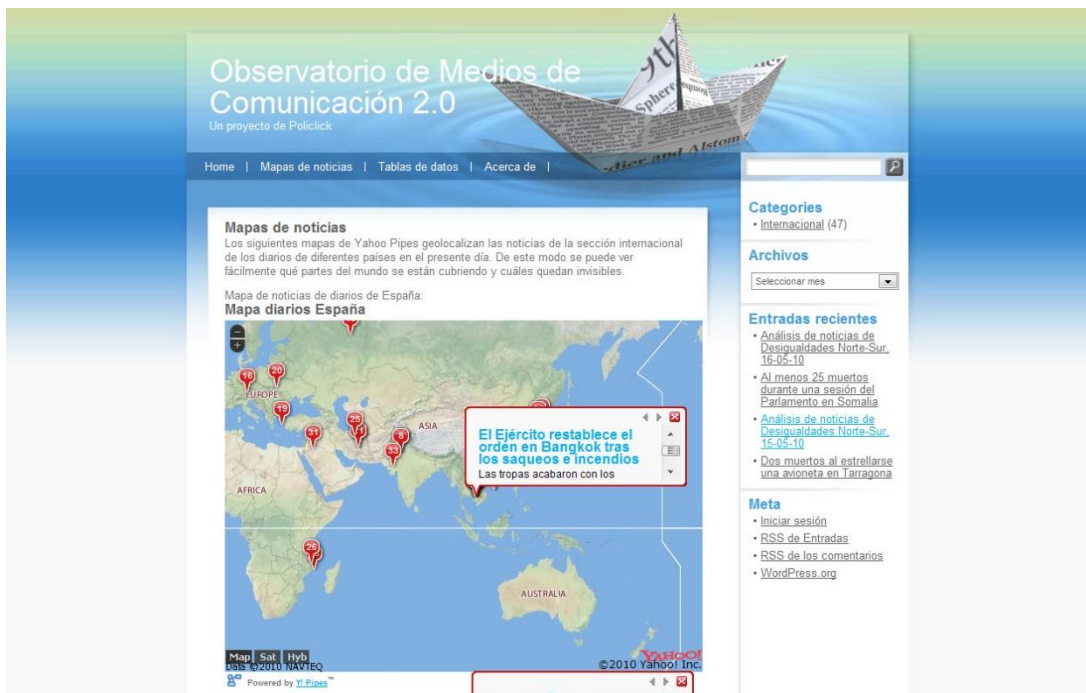 Observatorio de Medios de
Comunicación 2.0
Un proyecto de Policlick
Home | Mapas de noticias | Tablas de datos | Acerca de |
Mapas de noticias
Los siguientes mapas de Yahoo Pipes geolocalizan las noticias de la sección internacional
de los diarios de diferentes países en el presente día. De este modo se puede ver
fácilmente qué partes del mundo se están cubriendo y cuáles quedan invisibles.
Mapa de noticias de diarios de España:
Mapa diarios España
16
20
EUROPE
19
31
25
8
33
ASIA
AFRICA
26
AUSTRALIA
El Ejército restablece el
orden en Bangkok tras
los saqueos e incendios
Las tropas acabaron con los
Map Sat Hyb
Data ©2010 NAVTEQ
YAHOO!
©2010 Yahoo! Inc.
Powered by Y! Pipes™
Categories
• Internacional (47)
Archivos
Seleccionar mes
Entradas recientes
• Análisis de noticias de
Desigualdades Norte-Sur,
16-05-10
• Al menos 25 muertos
durante una sesión del
Parlamento en Somalia
• Análisis de noticias de
Desigualdades Norte-Sur,
15-05-10
• Dos muertos al estrellarse
una avioneta en Tarragona
Meta
• Iniciar sesión
• RSS de Entradas
• RSS de los comentarios
• WordPress.org